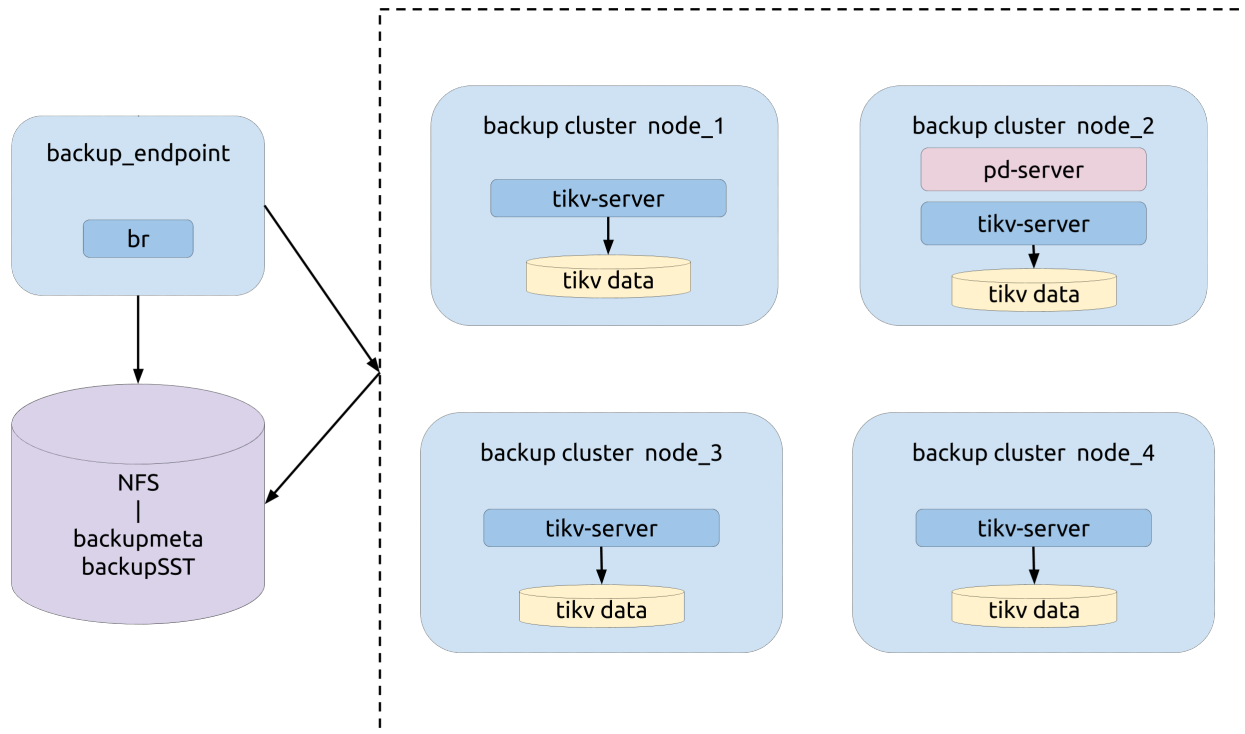 backup_endpoint
br
NFS
|
backupmeta
backupSST
backup cluster node_1
tikv-server
tikv data
backup cluster node_2
pd-server
tikv-server
tikv data
backup cluster node_3
tikv-server
tikv data
backup cluster node_4
tikv-server
tikv data